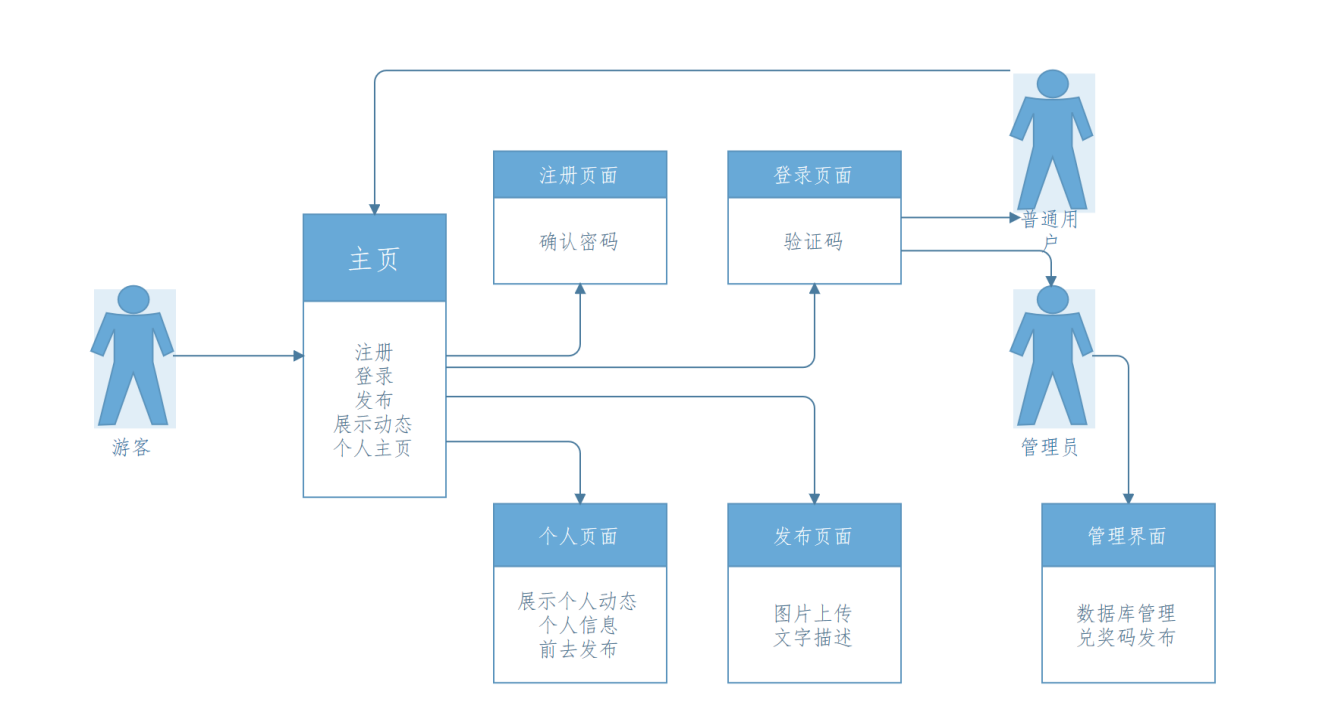 注册页面
确认密码
登录页面
验证码
普通用
户
主页
注册
登录
发布
展示动态
个人主页
游客
管理员
个人页面
展示个人动态
个人信息
前去发布
发布页面
图片上传
文字描述
管理界面
数据库管理
兑奖码发布